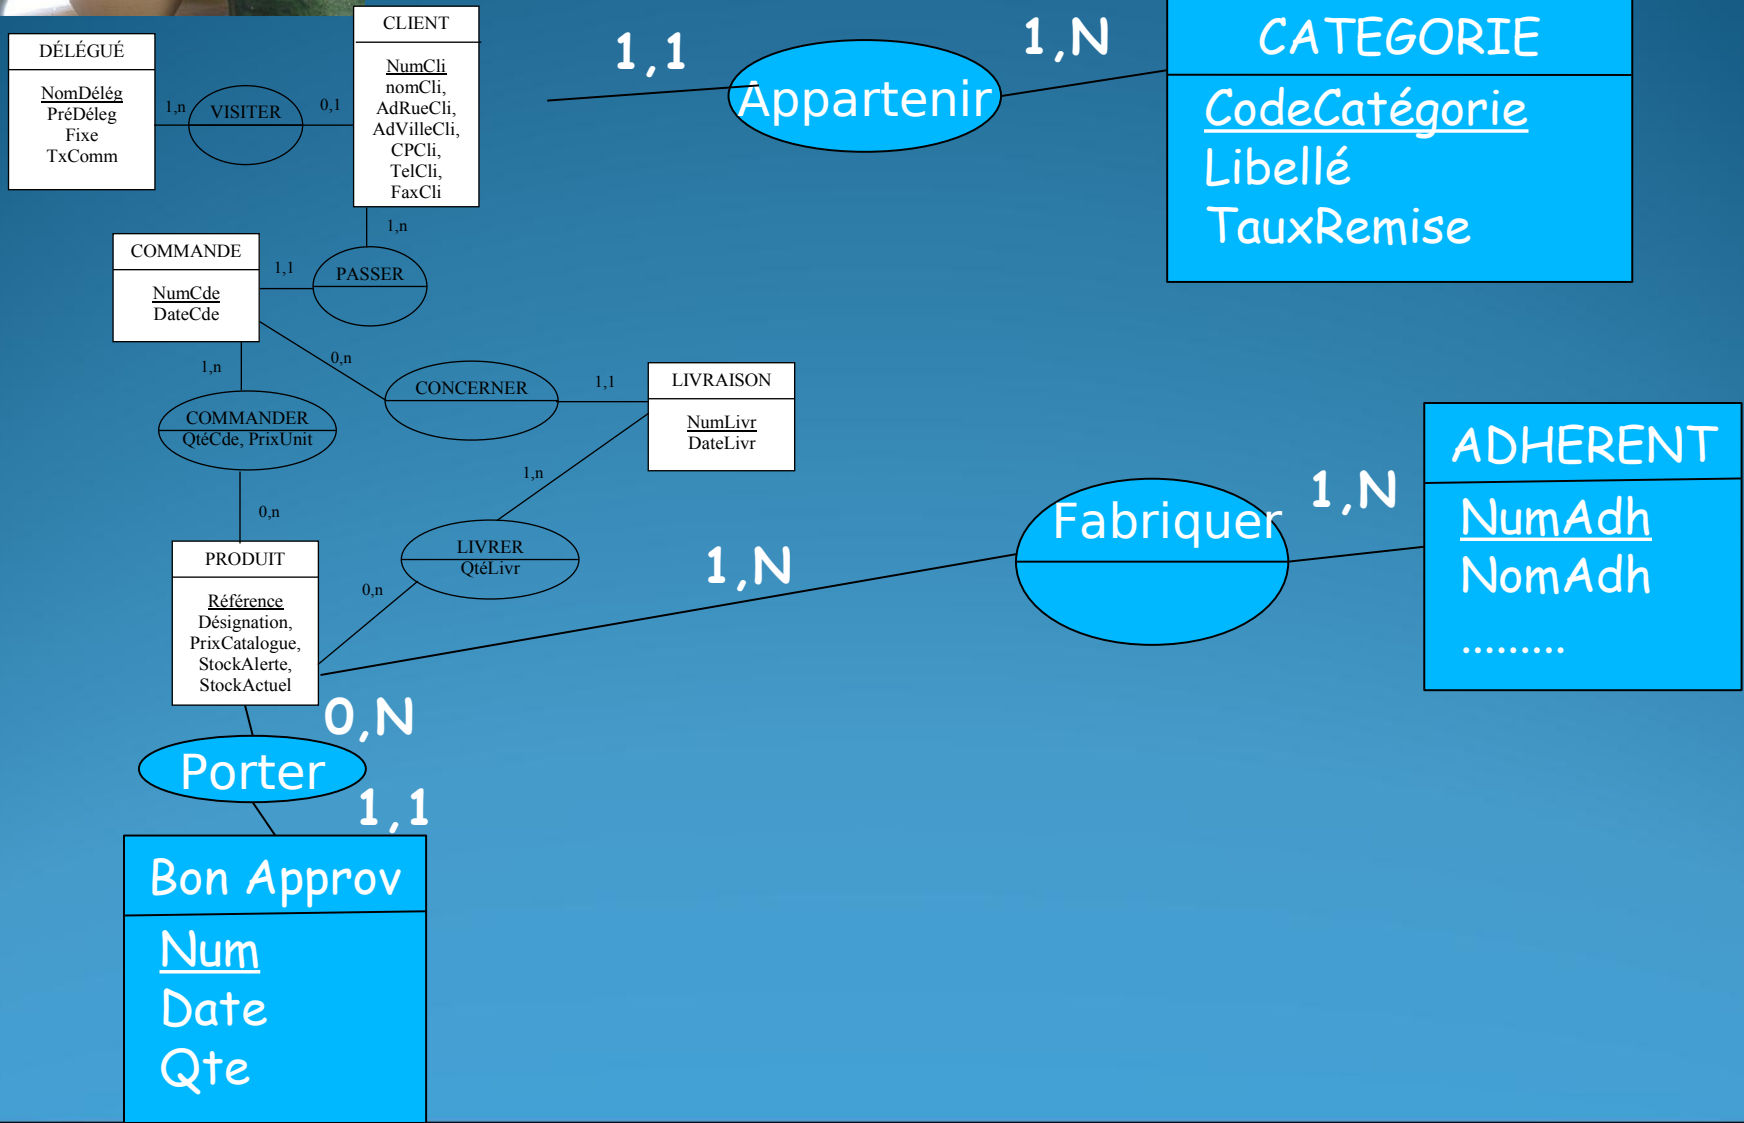 CLIENT
NumCli
nomCli,
AdRueCli,
AdVilleCli,
CPCli,
TelCli,
FaxCli
DÉLÉGUÉ
NomDélég
PréDéleg
Fixe
TxComm
1,n
VISITER
0,1
1,1
Appartenir
1,N
CATEGORIE
CodeCatégorie
Libellé
TauxRemise
1,n
COMMANDE
NumCde
DateCde
1,1
PASSER
1,n
0,n
CONCERNER
1,1
LIVRAISON
NumLivr
DateLivr
COMMANDER
QtéCde, PrixUnit
1,n
0,n
LIVRER
QtéLivr
0,n
PRODUIT
Référence
Désignation,
PrixCatalogue,
StockAlerte,
StockActuel
1,N
Fabriquer
1,N
ADHERENT
NumAdh
NomAdh
.........
0,N
Porter
1,1
Bon Approv
Num
Date
Qte